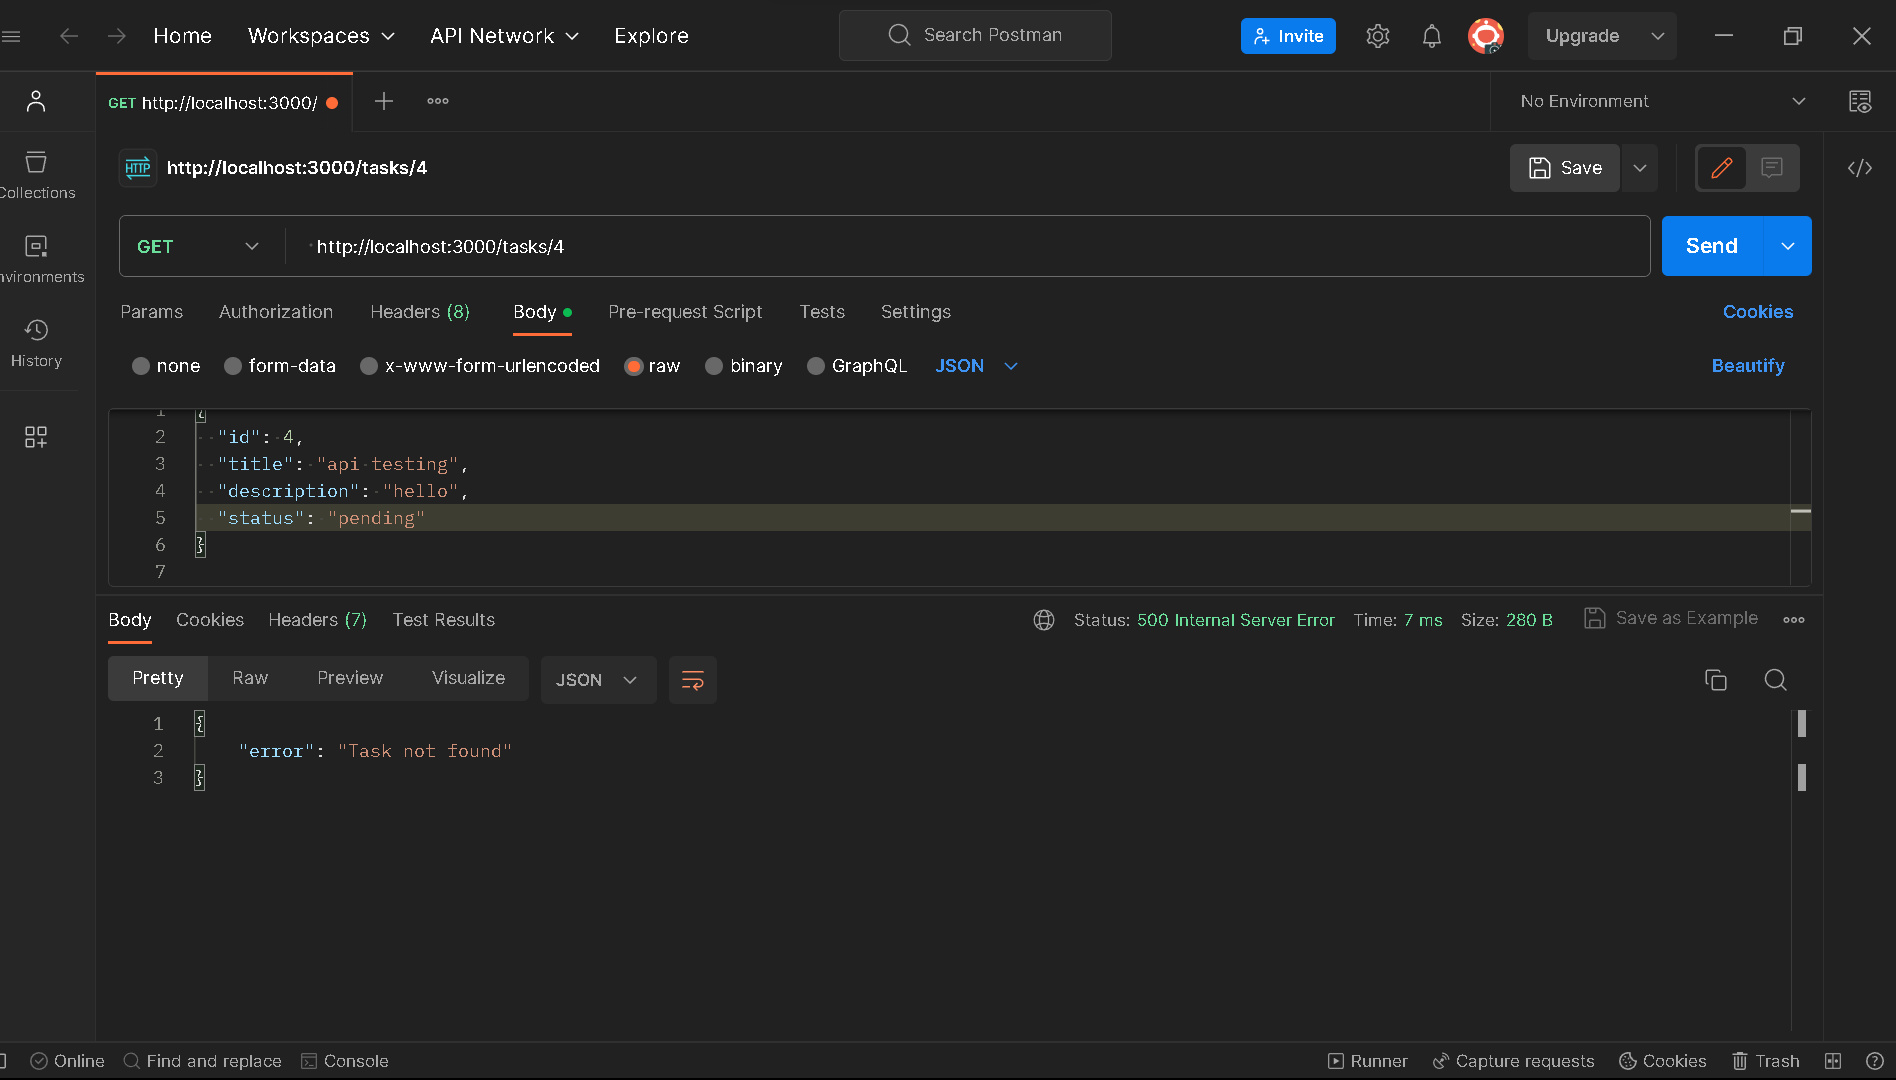 Home Workspaces API Network Explore Search Postman Invite Upgrade
GET http://localhost:3000/ No Environment
HTTP http://localhost:3000/tasks/4 Save
Collections
GET http://localhost:3000/tasks/4 Send
nvironments
Params Authorization Headers (8) Body Pre-request Script Tests Settings Cookies
History
none form-data x-www-form-urlencoded raw binary GraphQL JSON Beautify
1 {
2 "id": 4,
3 "title": "api testing",
4 "description": "hello",
5 "status": "pending"
6 }
7
Body Cookies Headers (7) Test Results Status: 500 Internal Server Error Time: 7 ms Size: 280 B Save as Example
Pretty Raw Preview Visualize JSON
1 {
2 "error": "Task not found"
3 }
Online Find and replace Console Runner Capture requests Cookies Trash